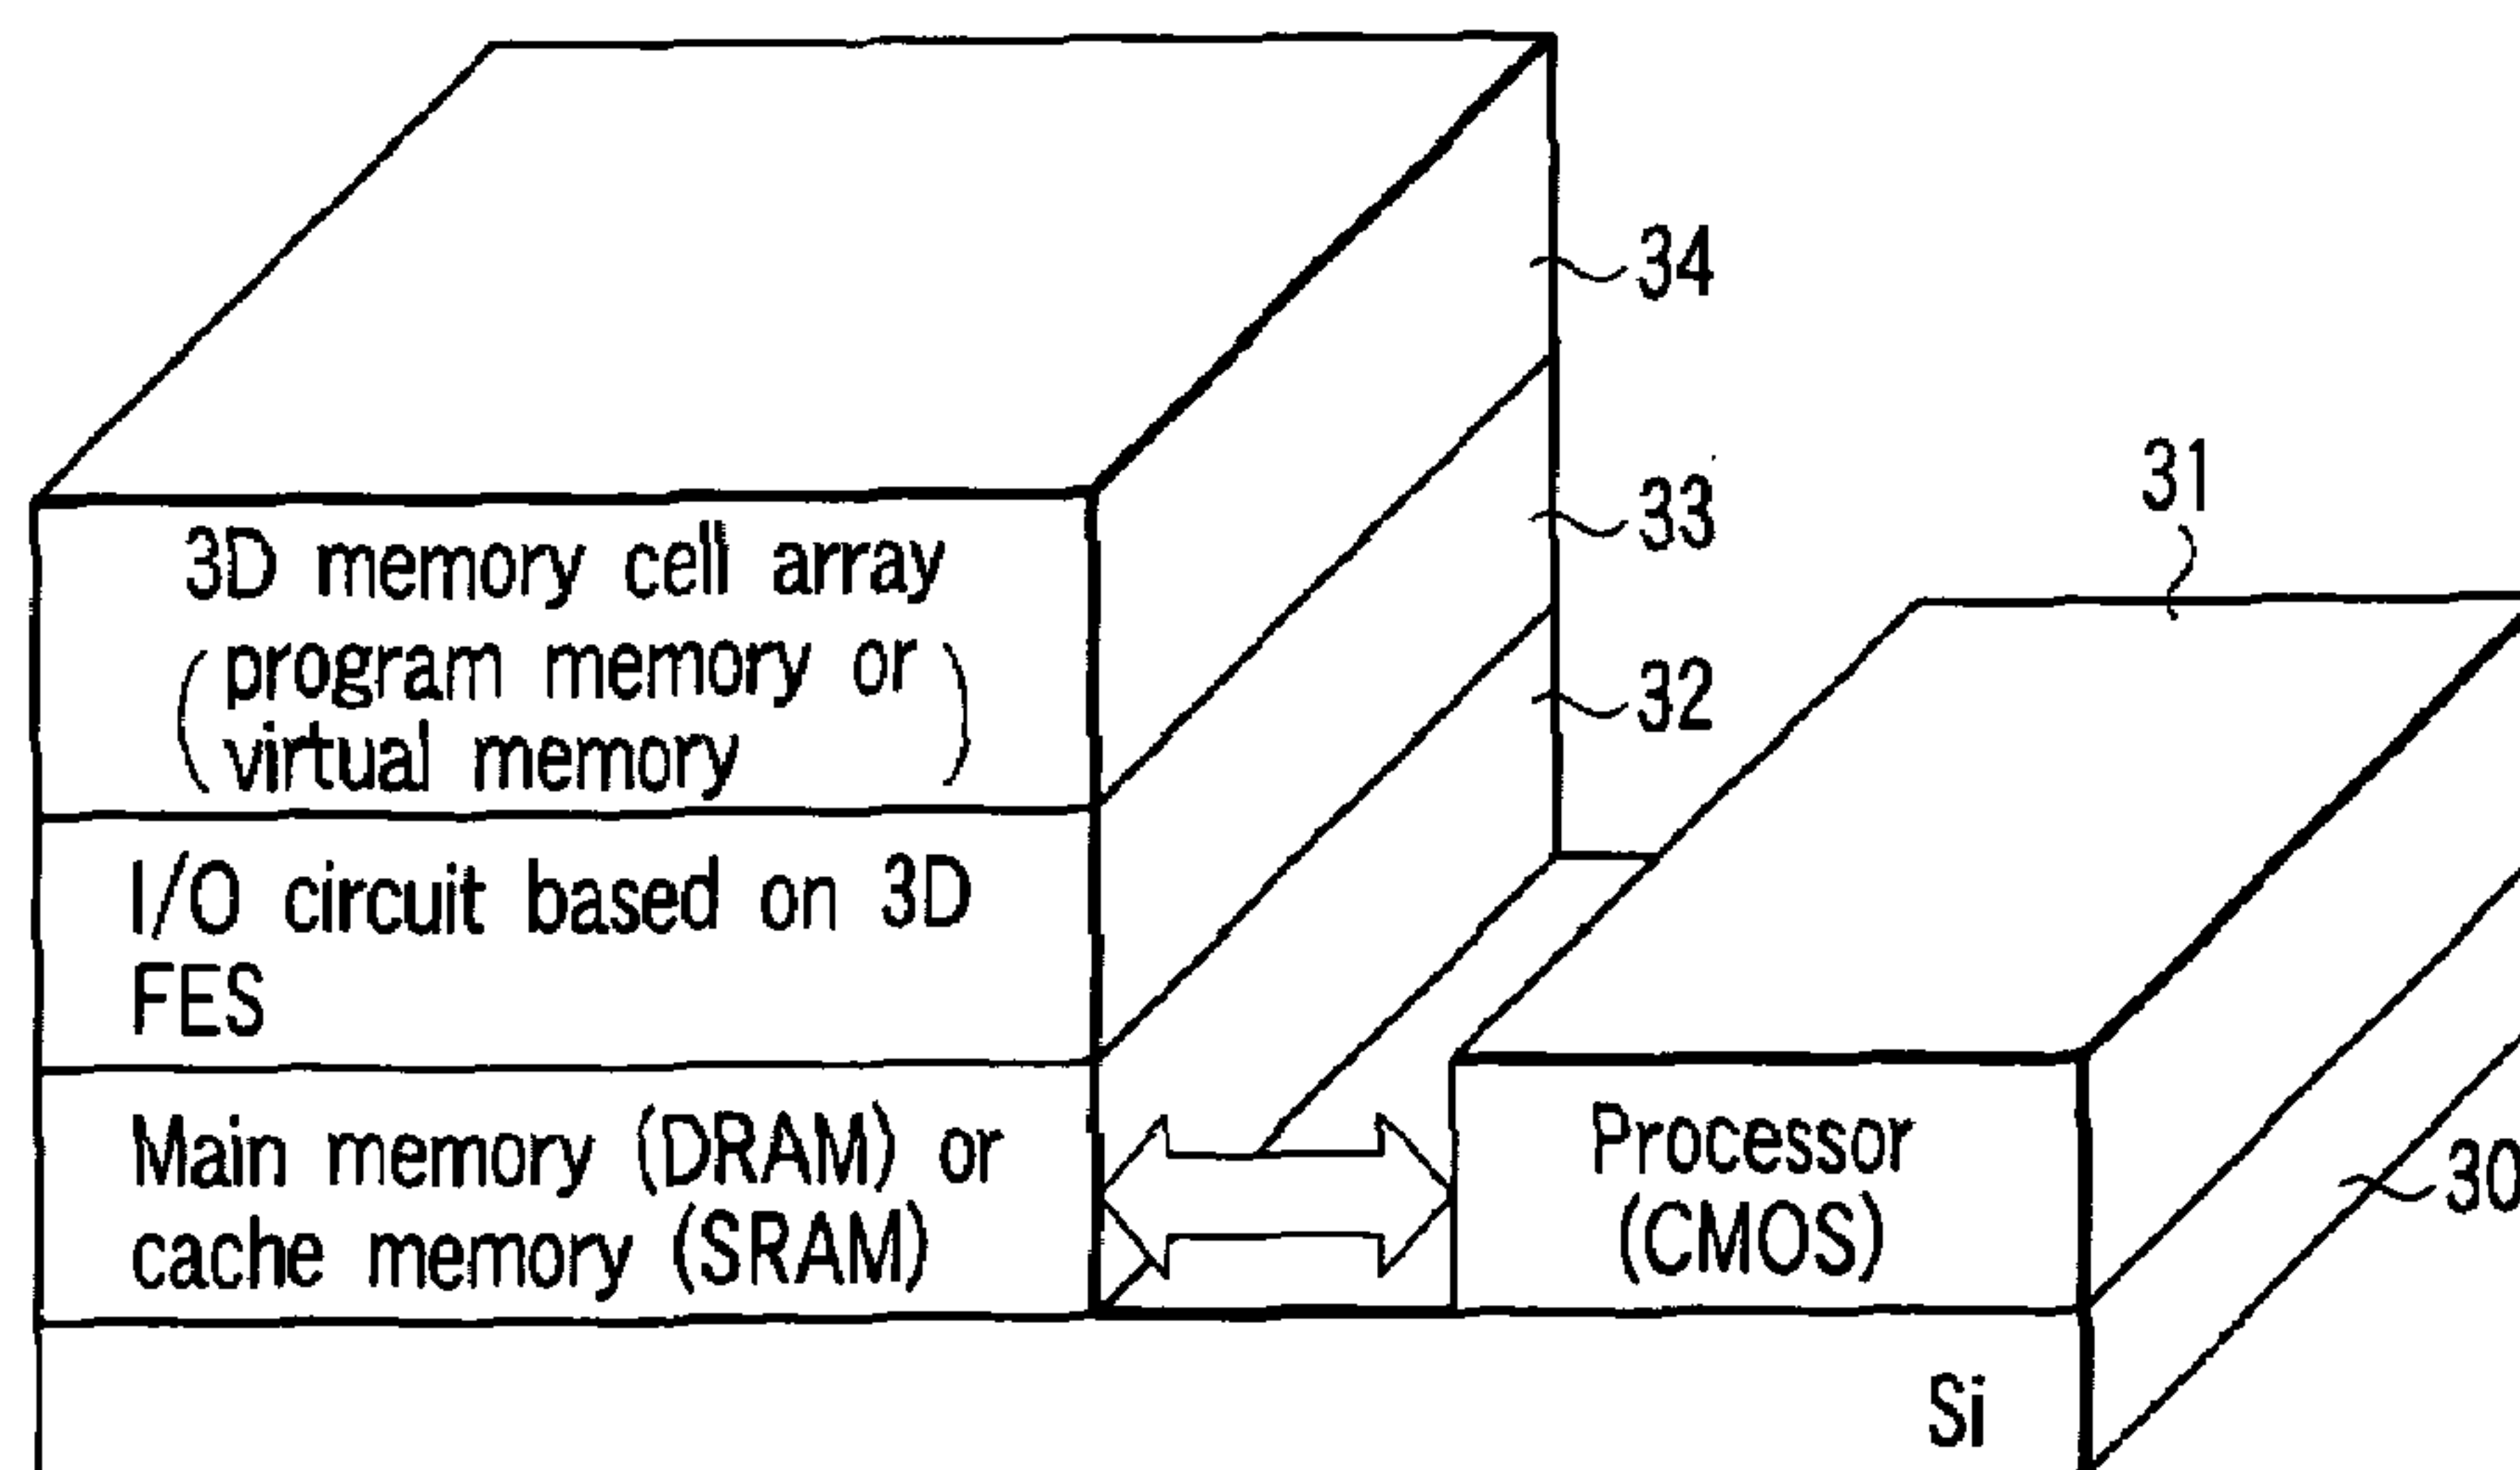 34
33
31
3D memory cell array
(program memory or
virtual memory)
32
I/O circuit based on 3D
FES
Main memory (DRAM) or
cache memory (SRAM)
Processor
(CMOS)
30
Si